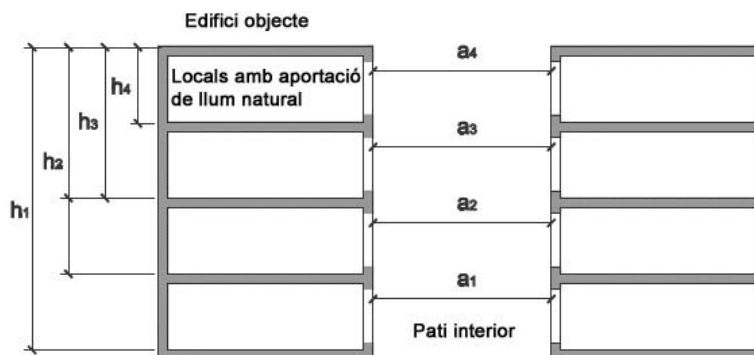 Edifici objecte
Locals amb aportació
de llum natural
h4
h3
h2
h1
a4
a3
a2
a1
Pati interior